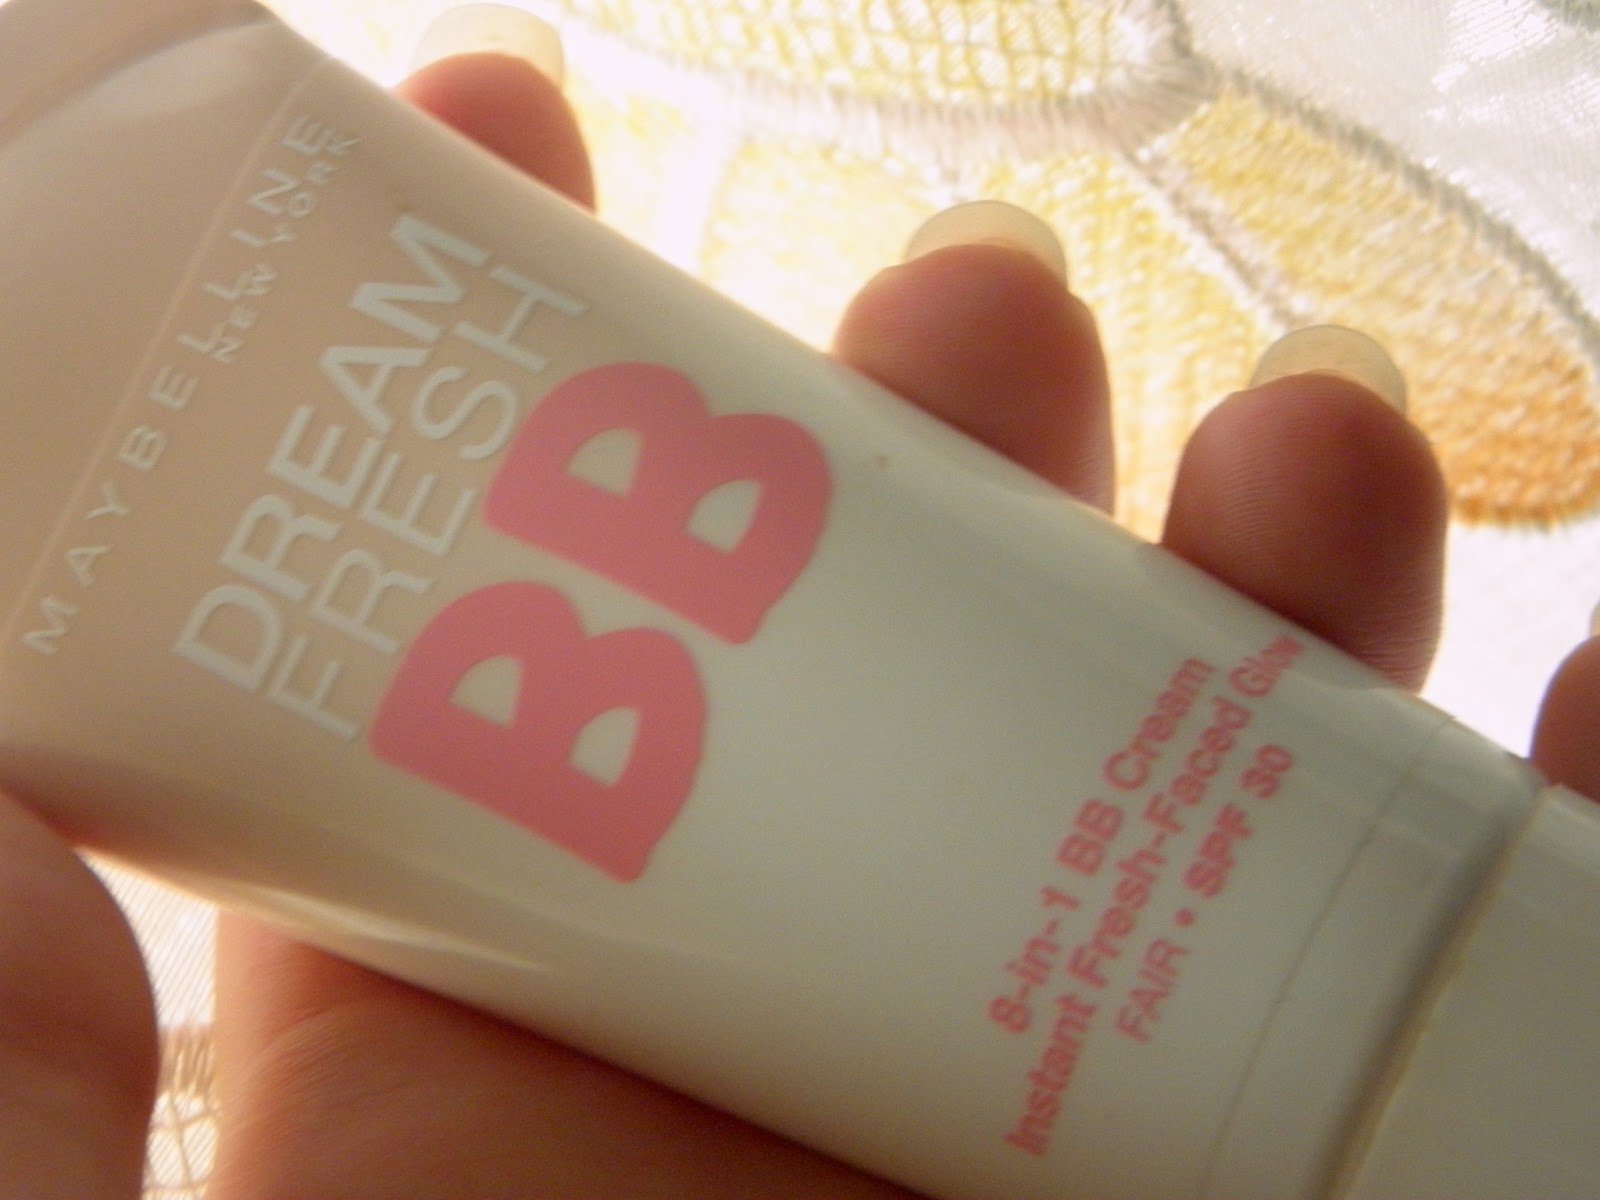 MAYBELLINE
NEW YORK
DREAM
FRESH
BB
8-in-1 BB Cream
Instant Fresh-Faced Glow
FAIR • SPF 30